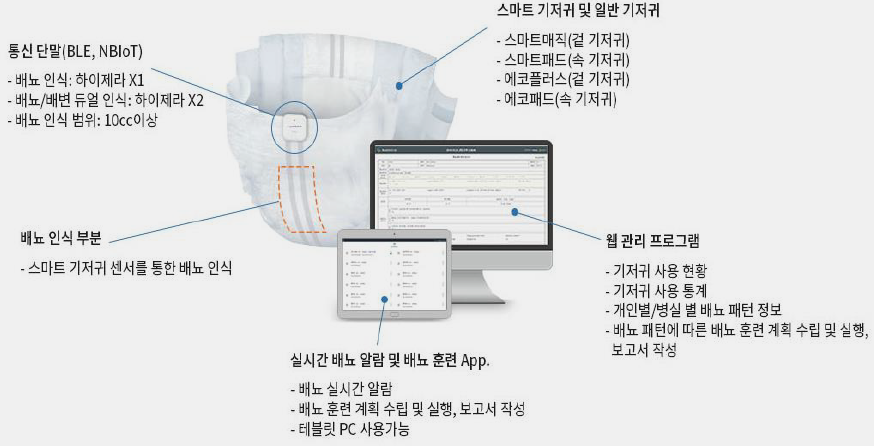 스마트 기저귀 및 일반 기저귀
- 스마트매직(겉 기저귀)
- 스마트패드(속 기저귀)
- 에코플러스(겉 기저귀)
- 에코패드(속 기저귀)
통신 단말(BLE, NBIoT)
- 배뇨 인식: 하이제라 X1
- 배뇨/배변 듀얼 인식: 하이제라 X2
- 배뇨 인식 범위: 10cc이상
배뇨 인식 부분
- 스마트 기저귀 센서를 통한 배뇨 인식
웹 관리 프로그램
- 기저귀 사용 현황
- 기저귀 사용 통계
- 개인별/병실 별 배뇨 패턴 정보
- 배뇨 패턴에 따른 배뇨 훈련 계획 수립 및 실행,
보고서 작성
실시간 배뇨 알람 및 배뇨 훈련 App.
- 배뇨 실시간 알람
- 배뇨 훈련 계획 수립 및 실행, 보고서 작성
- 테블릿 PC 사용가능